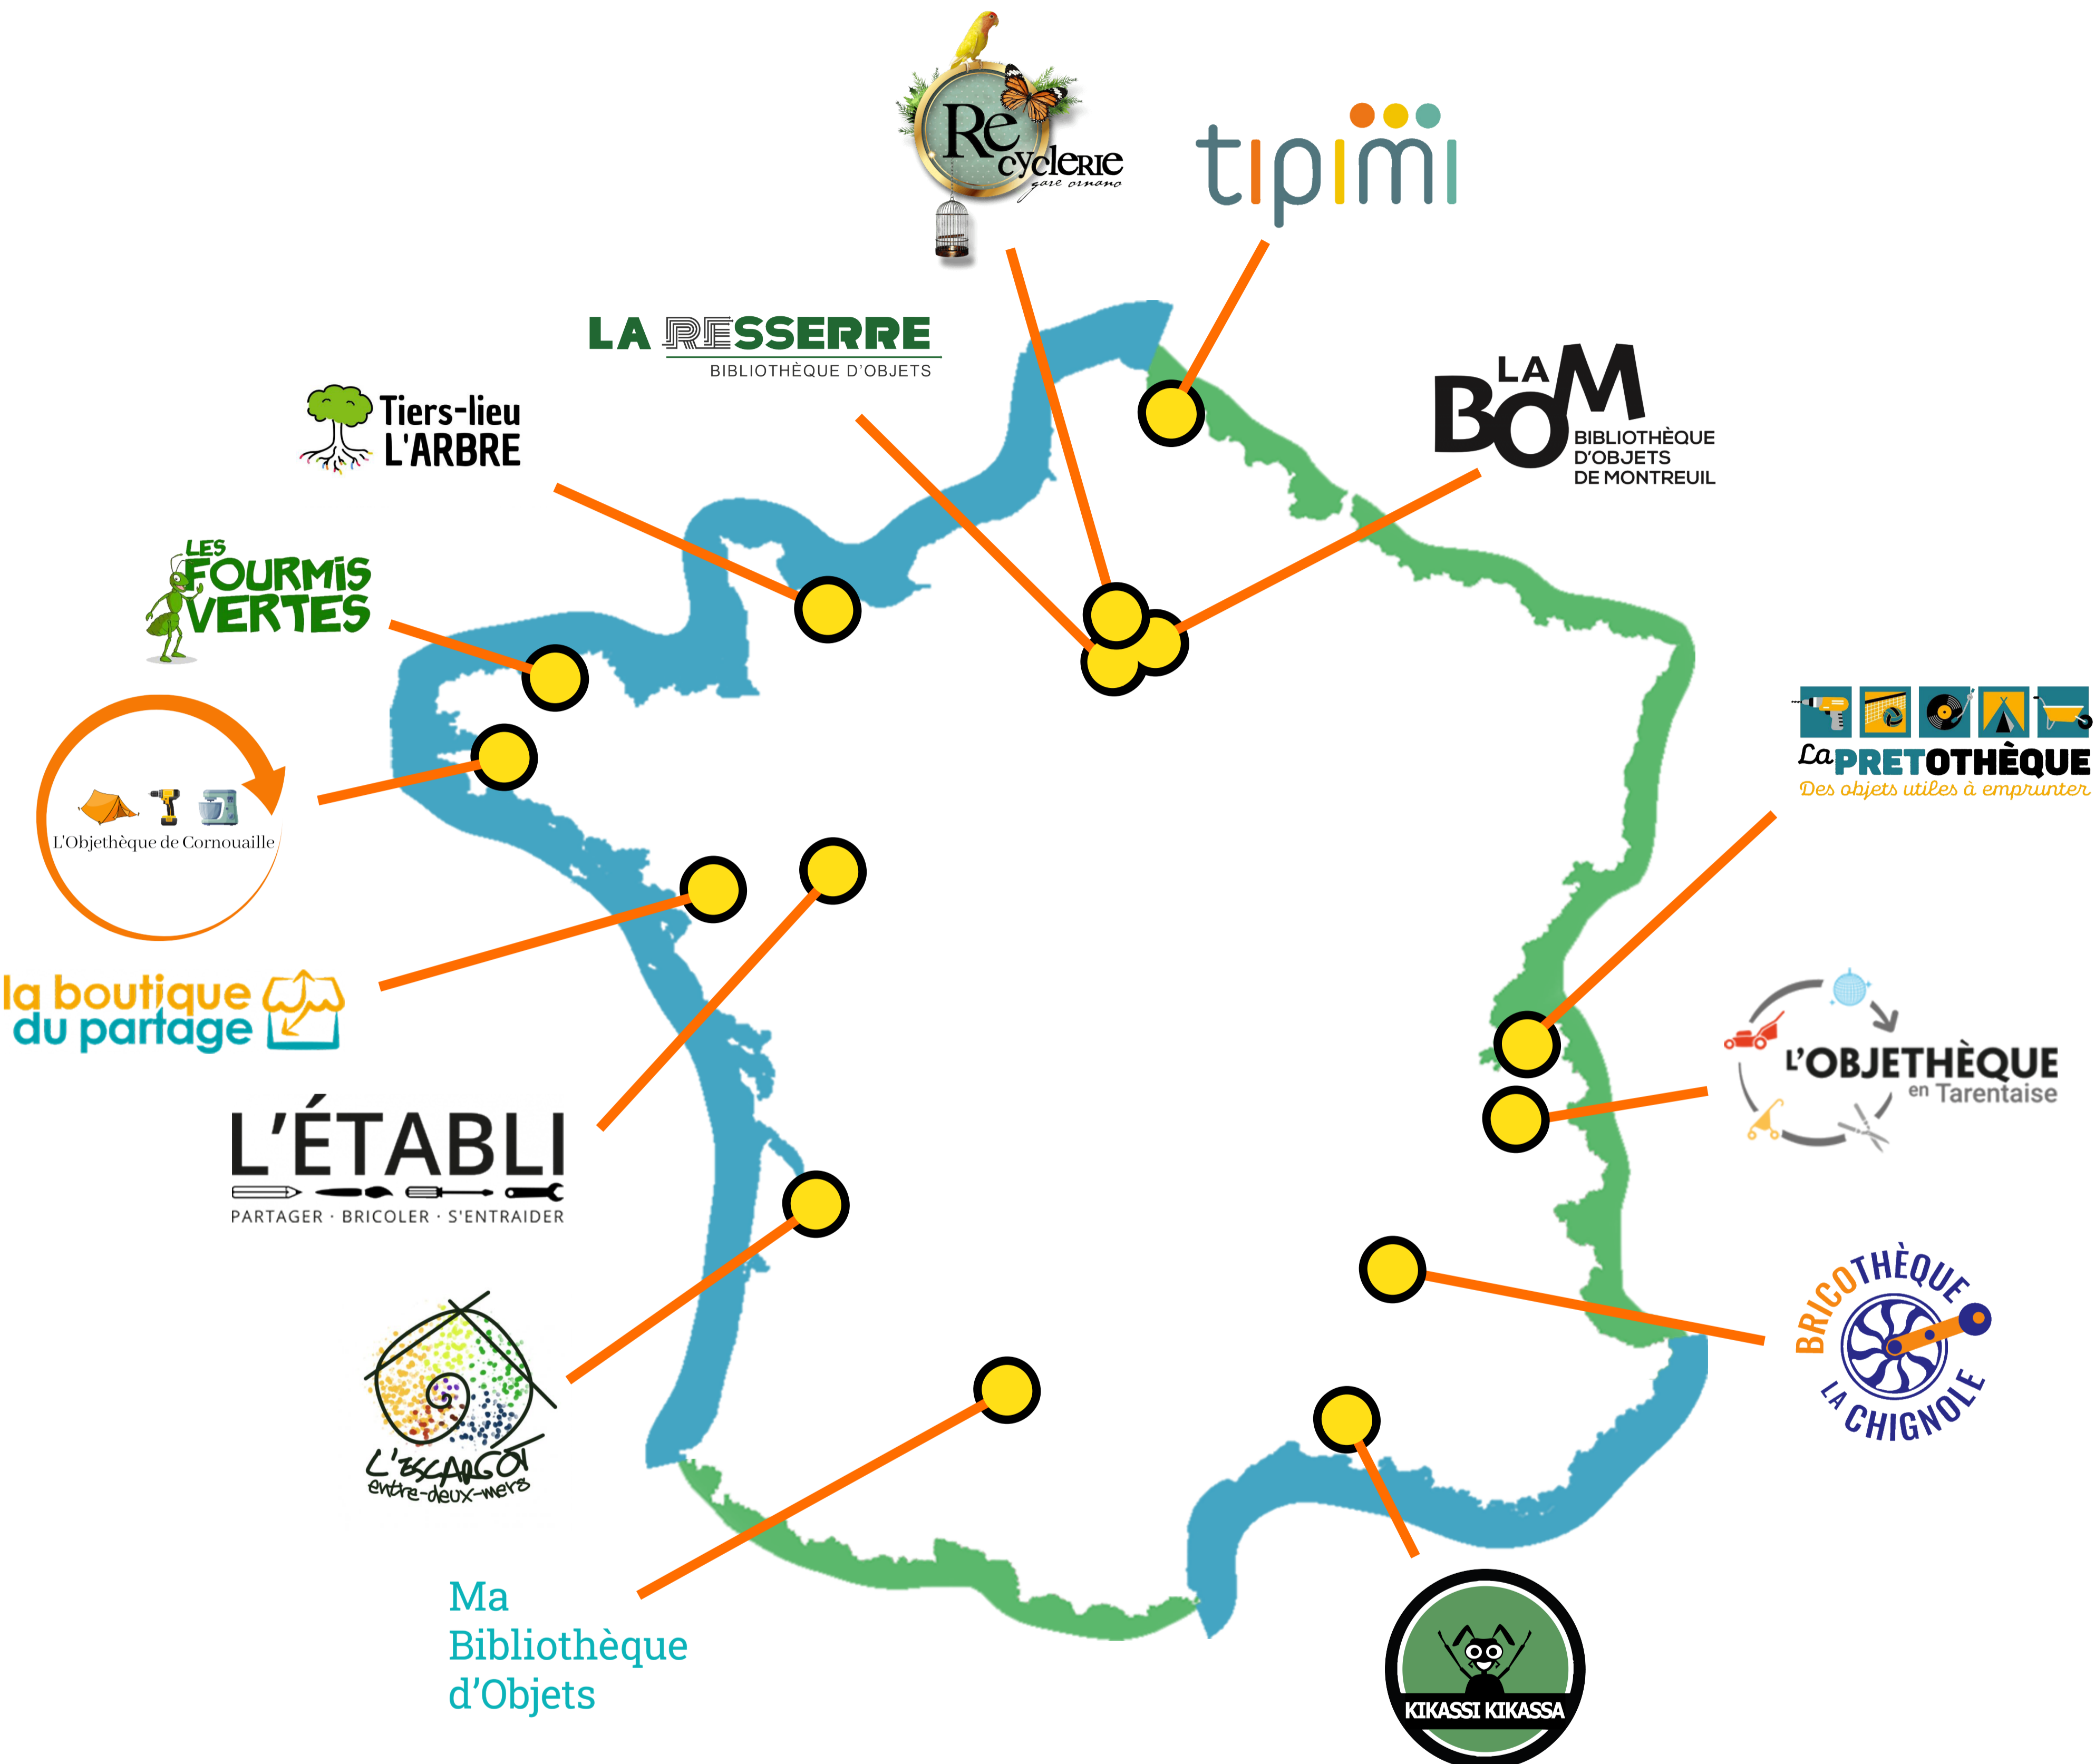 Re
cyclerie
gare ornano
tipimi
LA RESSERRE
BIBLIOTHÈQUE D'OBJETS
LA
BOM
BIBLIOTHÈQUE
D'OBJETS
DE MONTREUIL
Tiers-lieu
L'ARBRE
LES
FOURMIS
VERTES
L'Objethèque de Cornouaille
La PRETOTHÈQUE
Des objets utiles à emprunter
la boutique
du partage
L'OBJETHÈQUE
en Tarentaise
L'ÉTABLI
PARTAGER · BRICOLER · S'ENTRAIDER
BRICOTHÈQUE
LA CHIGNOLE
L'ESCARGOT
entre-deux-mers
Ma
Bibliothèque
d'Objets
KIKASSI KIKASSA